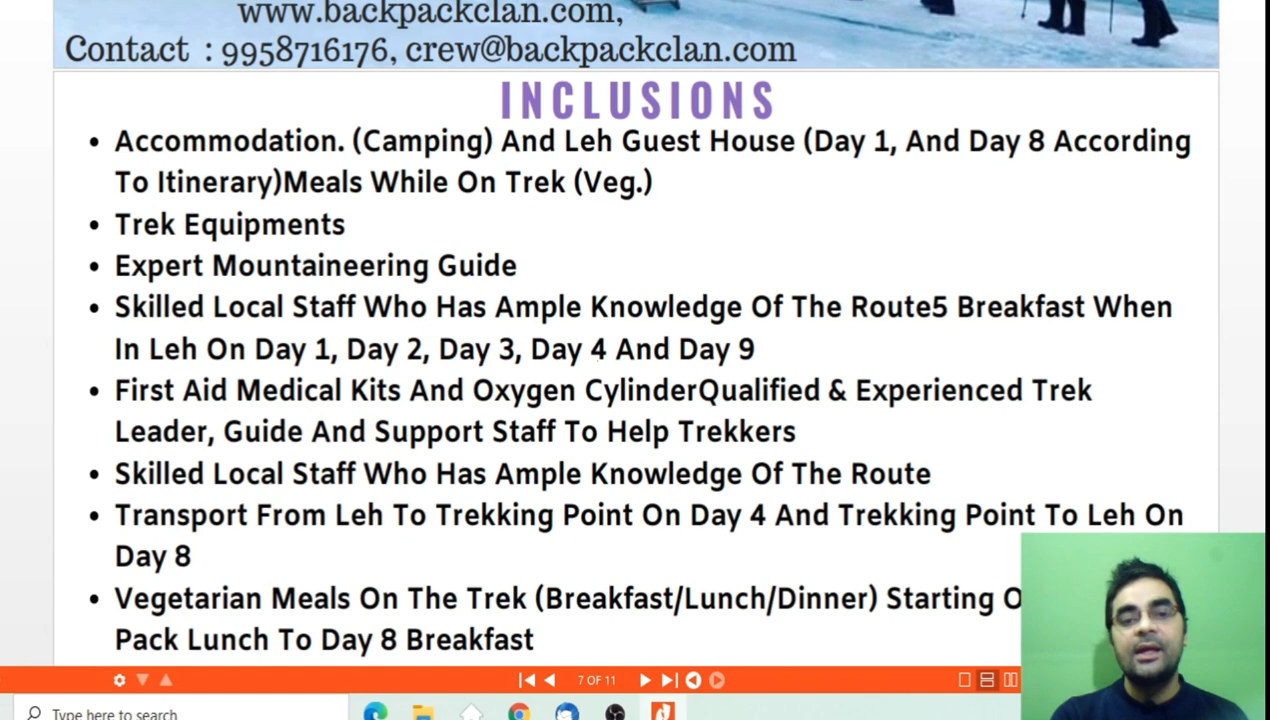 www.backpackclan.com,
Contact : 9958716176, crew@backpackclan.com
INCLUSIONS
• Accommodation. (Camping) And Leh Guest House (Day 1, And Day 8 According
To Itinerary)Meals While On Trek (Veg.)
• Trek Equipments
• Expert Mountaineering Guide
• Skilled Local Staff Who Has Ample Knowledge Of The Route5 Breakfast When
In Leh On Day 1, Day 2, Day 3, Day 4 And Day 9
• First Aid Medical Kits And Oxygen CylinderQualified & Experienced Trek
Leader, Guide And Support Staff To Help Trekkers
• Skilled Local Staff Who Has Ample Knowledge Of The Route
• Transport From Leh To Trekking Point On Day 4 And Trekking Point To Leh On
Day 8
• Vegetarian Meals On The Trek (Breakfast/Lunch/Dinner) Starting
Pack Lunch To Day 8 Breakfast
7 OF 11
Type here to search